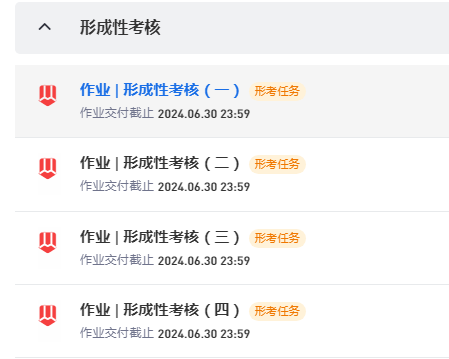 形成性考核
作业 | 形成性考核（一） 形考任务
作业交付截止 2024.06.30 23:59
作业 | 形成性考核（二） 形考任务
作业交付截止 2024.06.30 23:59
作业 | 形成性考核（三） 形考任务
作业交付截止 2024.06.30 23:59
作业 | 形成性考核（四） 形考任务
作业交付截止 2024.06.30 23:59